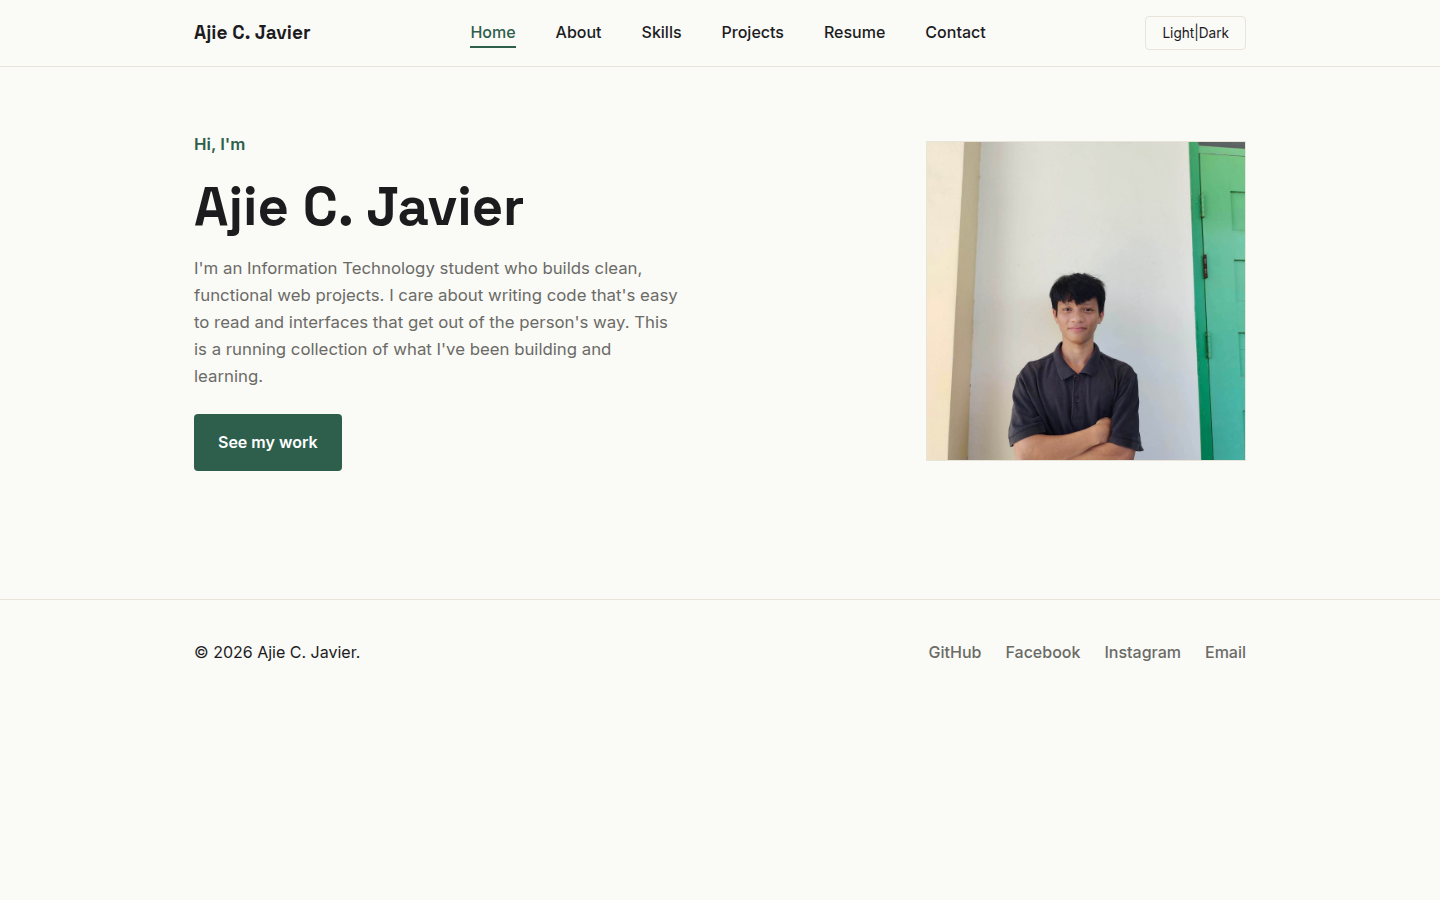 Ajie C. Javier
Home
About
Skills
Projects
Resume
Contact
Light|Dark
Hi, I'm
Ajie C. Javier
I'm an Information Technology student who builds clean,
functional web projects. I care about writing code that's easy
to read and interfaces that get out of the person's way. This
is a running collection of what I've been building and
learning.
See my work
© 2026 Ajie C. Javier.
GitHub
Facebook
Instagram
Email